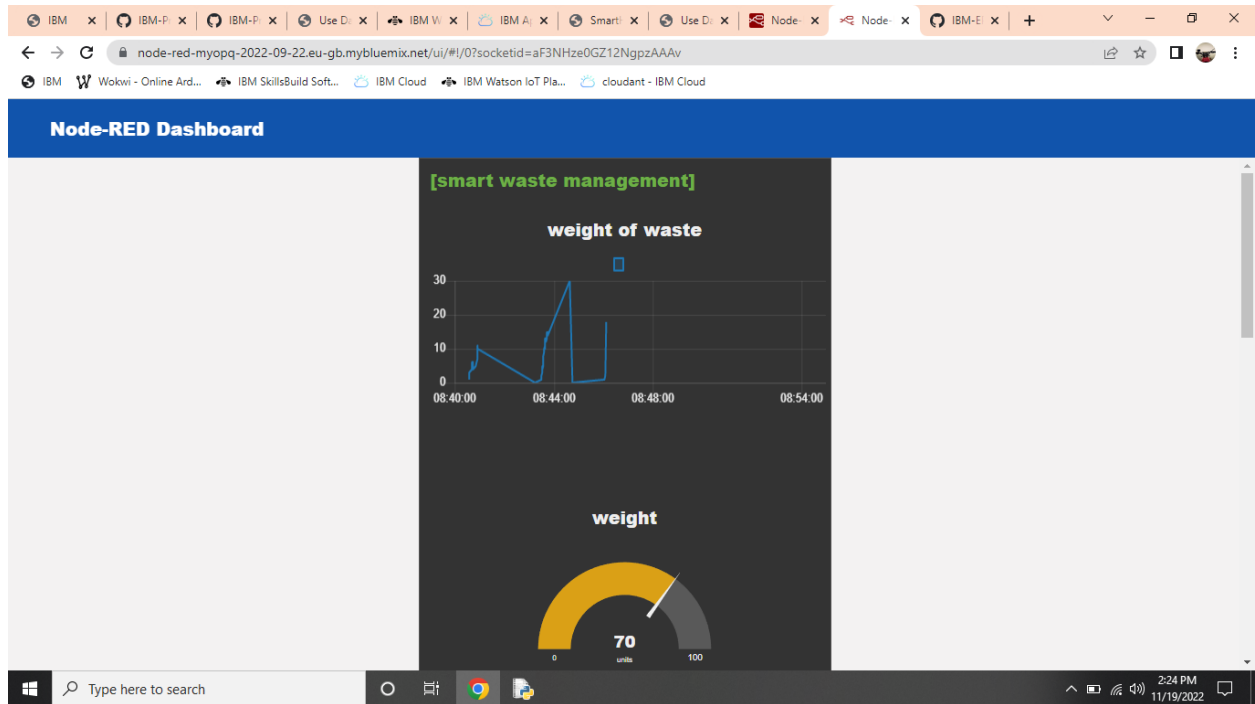 IBM
IBM-P
IBM-P
Use Da
IBM W
IBM Ap
Smart
Use Da
Node-
Node-
IBM-E
node-red-myopq-2022-09-22.eu-gb.mybluemix.net/ui/#!/0?socketid=aF3NHze0GZ12NgpzAAAv
IBM
Wokwi - Online Ard...
IBM SkillsBuild Soft...
IBM Cloud
IBM Watson IoT Pla...
cloudant - IBM Cloud
Node-RED Dashboard
[smart waste management]
weight of waste
30
20
10
0
08:40:00 08:44:00 08:48:00 08:54:00
weight
70
units
0 100
Type here to search
2:24 PM
11/19/2022